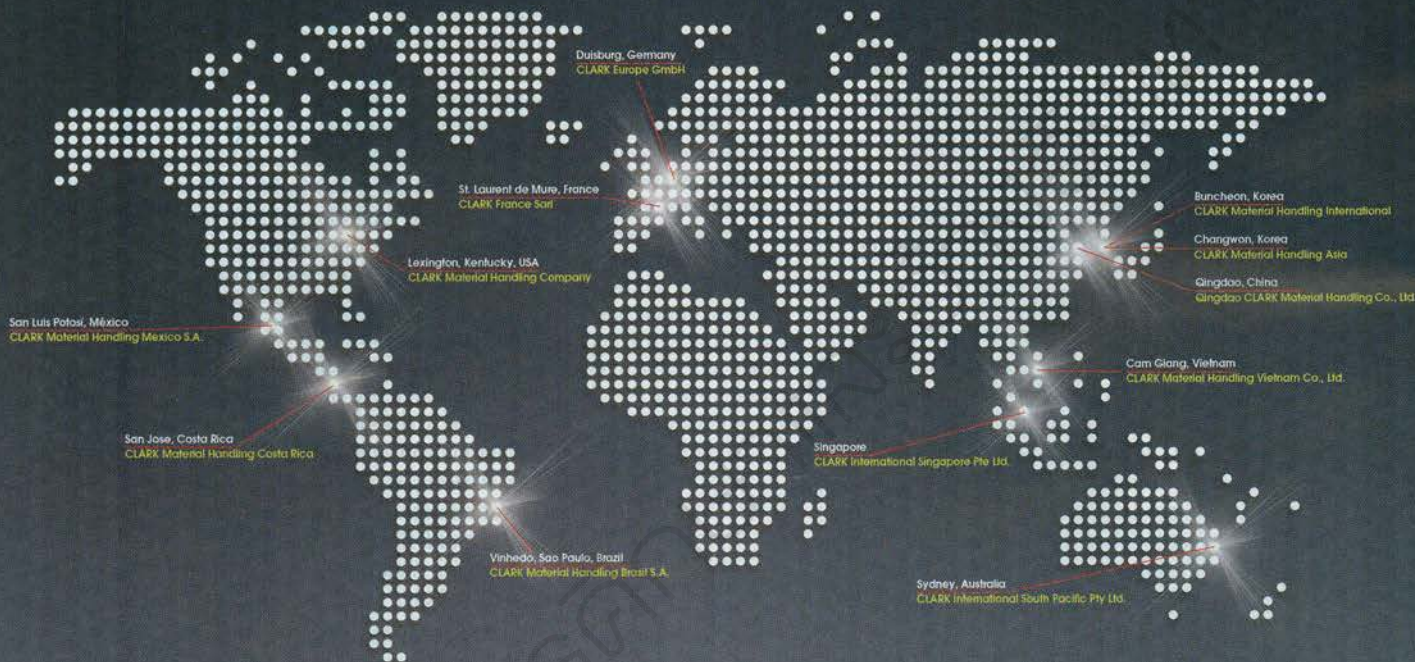 Duisburg, Germany
CLARK Europe GmbH
St. Laurent de Mure, France
CLARK France Sarl
Buncheon, Korea
CLARK Material Handling International
Changwon, Korea
CLARK Material Handling Asia
Lexington, Kentucky, USA
CLARK Material Handling Company
Qingdao, China
Qingdao CLARK Material Handling Co., Ltd.
San Luis Potosí, México
CLARK Material Handling Mexico S.A.
Cam Giang, Vietnam
CLARK Material Handling Vietnam Co., Ltd.
San Jose, Costa Rica
CLARK Material Handling Costa Rica
Singapore
CLARK International Singapore Pte Ltd.
Vinhedo, Sao Paulo, Brazil
CLARK Material Handling Brasil S.A.
Sydney, Australia
CLARK International South Pacific Pty Ltd.